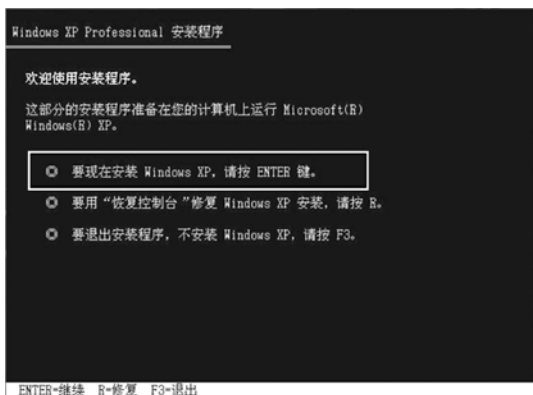 Windows XP Professional 安装程序
欢迎使用安装程序。
这部分的安装程序准备在您的计算机上运行 Microsoft(R)
Windows(R) XP。
◎ 要现在安装 Windows XP, 请按 ENTER 键。
◎ 要用“恢复控制台”修复 Windows XP 安装, 请按 R。
◎ 要退出安装程序, 不安装 Windows XP, 请按 F3。
ENTER=继续 R=修复 F3=退出